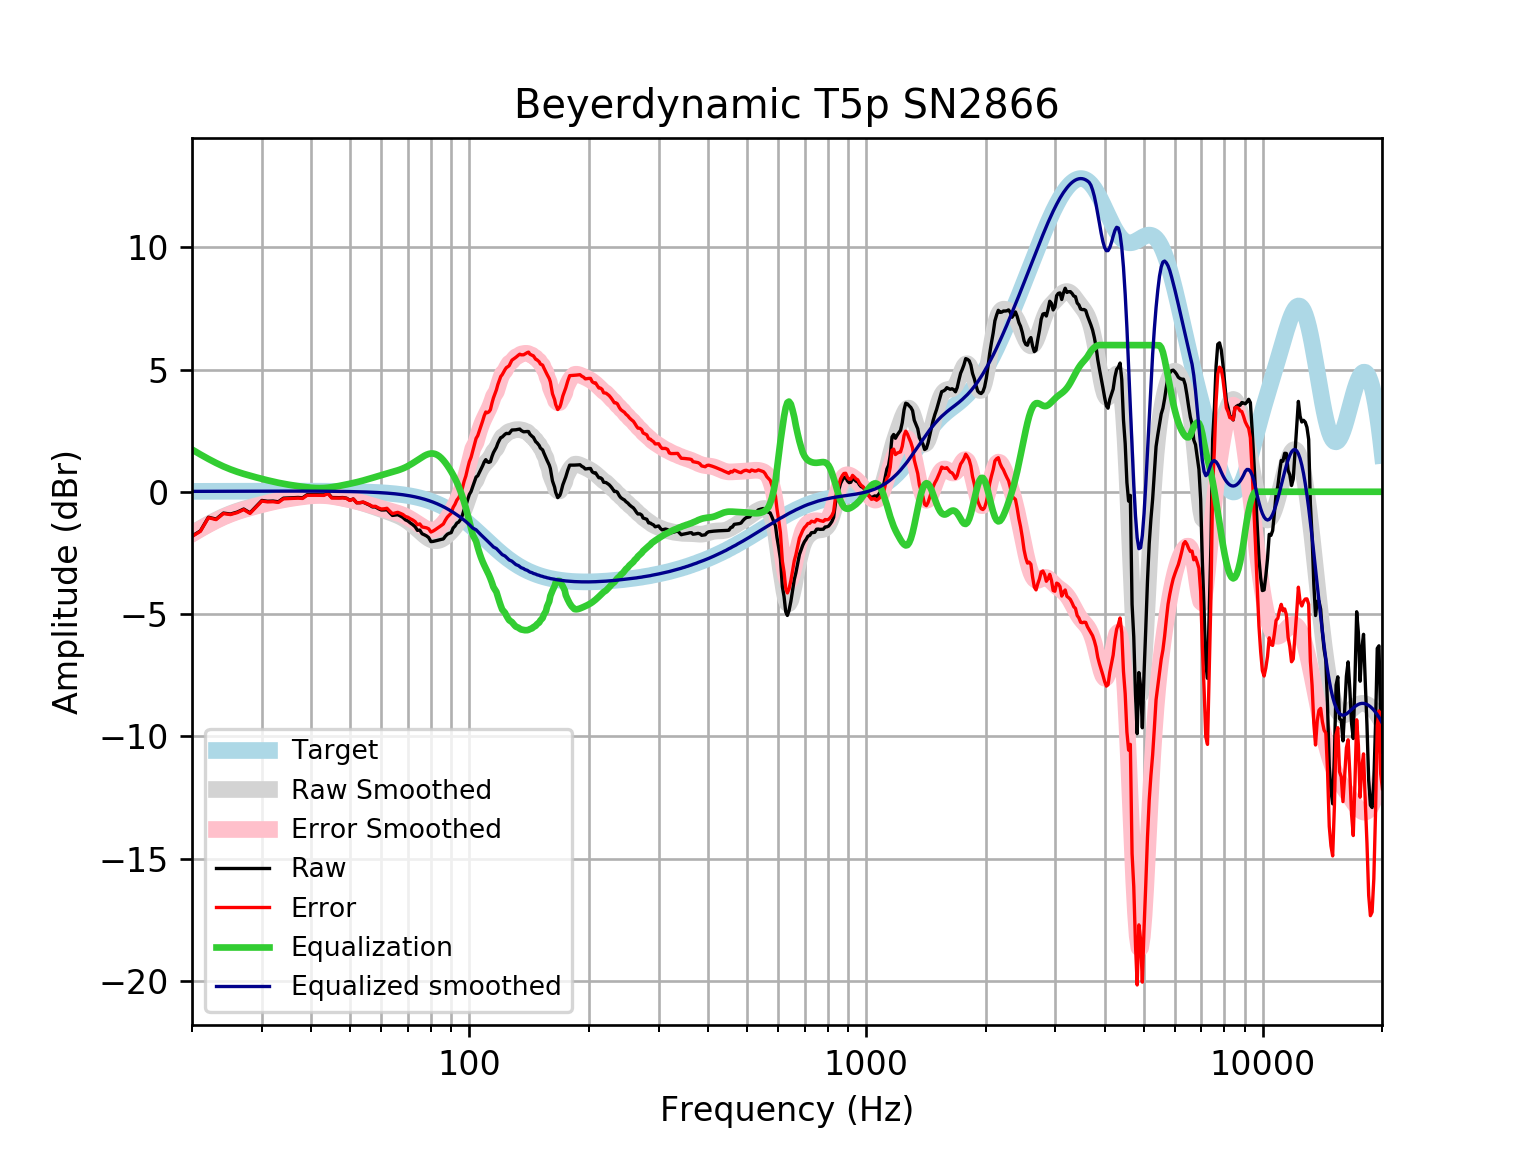 Beyerdynamic T5p SN2866
Amplitude (dBr)
10
5
0
−5
−10
−15
−20
Target
Raw Smoothed
Error Smoothed
Raw
Error
Equalization
Equalized smoothed
100 1000 10000
Frequency (Hz)